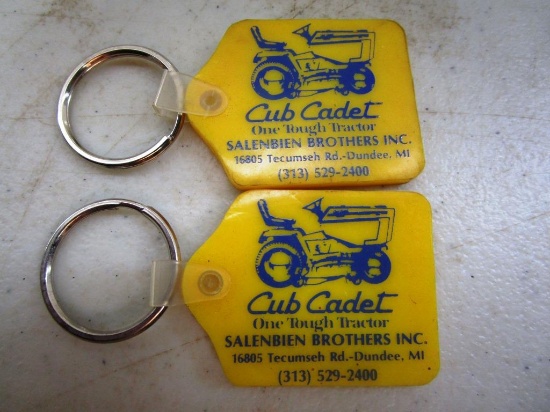 Cub Cadet
One Tough Tractor
SALENBIEN BROTHERS INC.
16805 Tecumseh Rd.-Dundee, MI
(313) 529-2400
Cub Cadet
One Tough Tractor
SALENBIEN BROTHERS INC.
16805 Tecumseh Rd.-Dundee, MI
(313) 529-2400